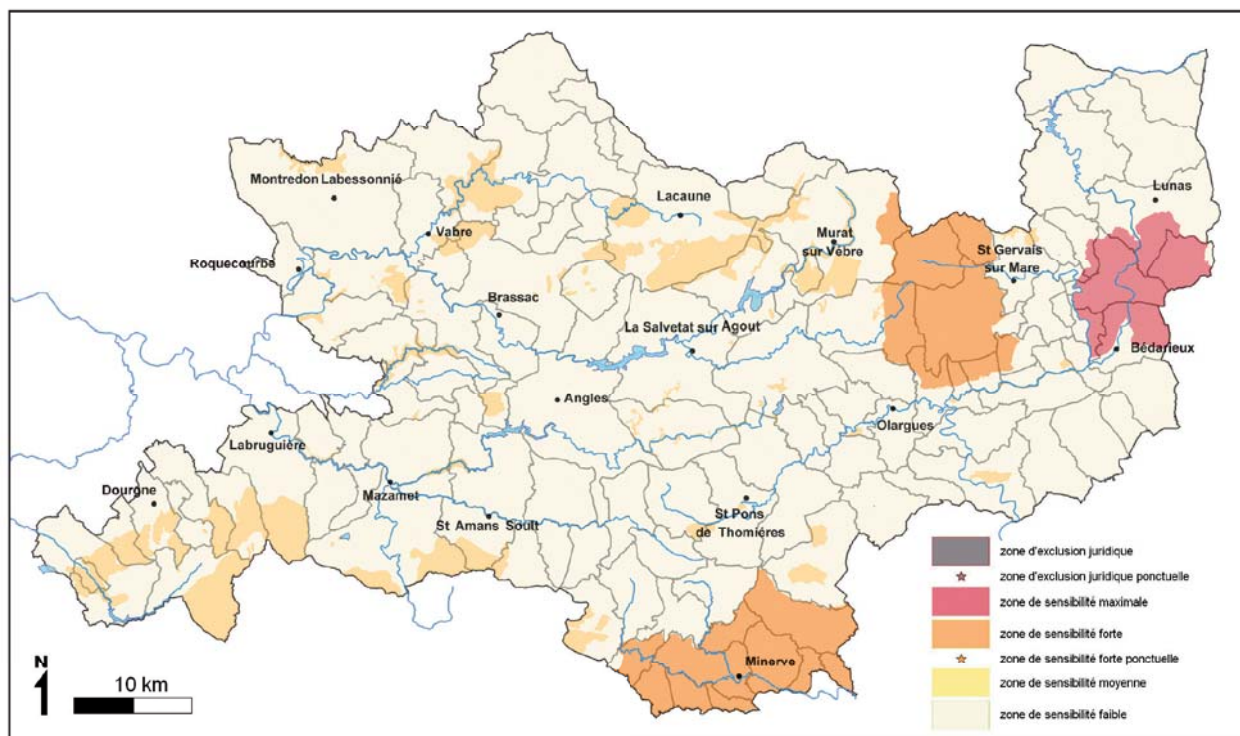 Lunas
Montredon Labessonnié
Lacaune
Vabre
Murat
sur Vèbre
St Gervais
sur Mare
Roquecourbe
Brassac
La Salvetat sur Agout
Bédarieux
Angles
Olargues
Labruguière
Mazamet
Dourgne
St Pons
de Thomières
St Amans Soult
Minerve
N
10 km
zone d'exclusion juridique
zone d'exclusion juridique ponctuelle
zone de sensibilité maximale
zone de sensibilité forte
zone de sensibilité forte ponctuelle
zone de sensibilité moyenne
zone de sensibilité faible